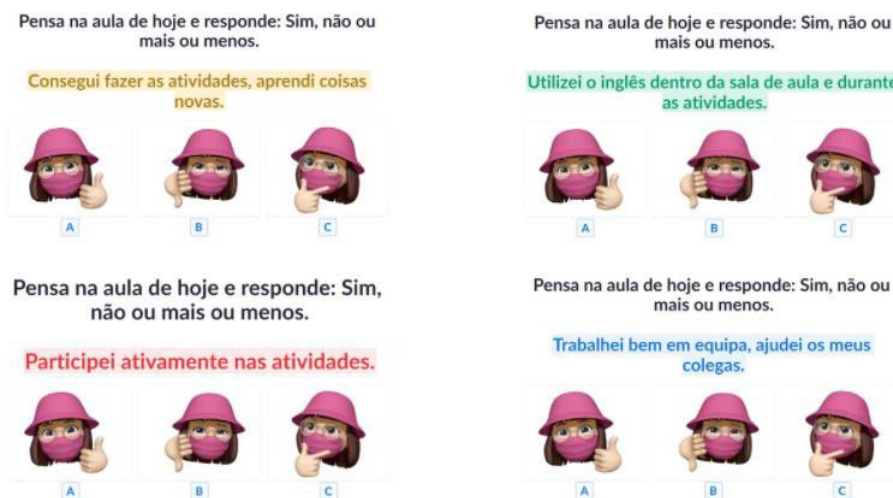 Pensa na aula de hoje e responde: Sim, não ou
mais ou menos.
Consegui fazer as atividades, aprendi coisas
novas.
A
B
C
Pensa na aula de hoje e responde: Sim, não ou
mais ou menos.
Utilizei o inglês dentro da sala de aula e durante
as atividades.
A
B
C
Pensa na aula de hoje e responde: Sim,
não ou mais ou menos.
Participei ativamente nas atividades.
A
B
C
Pensa na aula de hoje e responde: Sim, não ou
mais ou menos.
Trabalhei bem em equipa, ajudei os meus
colegas.
A
B
C